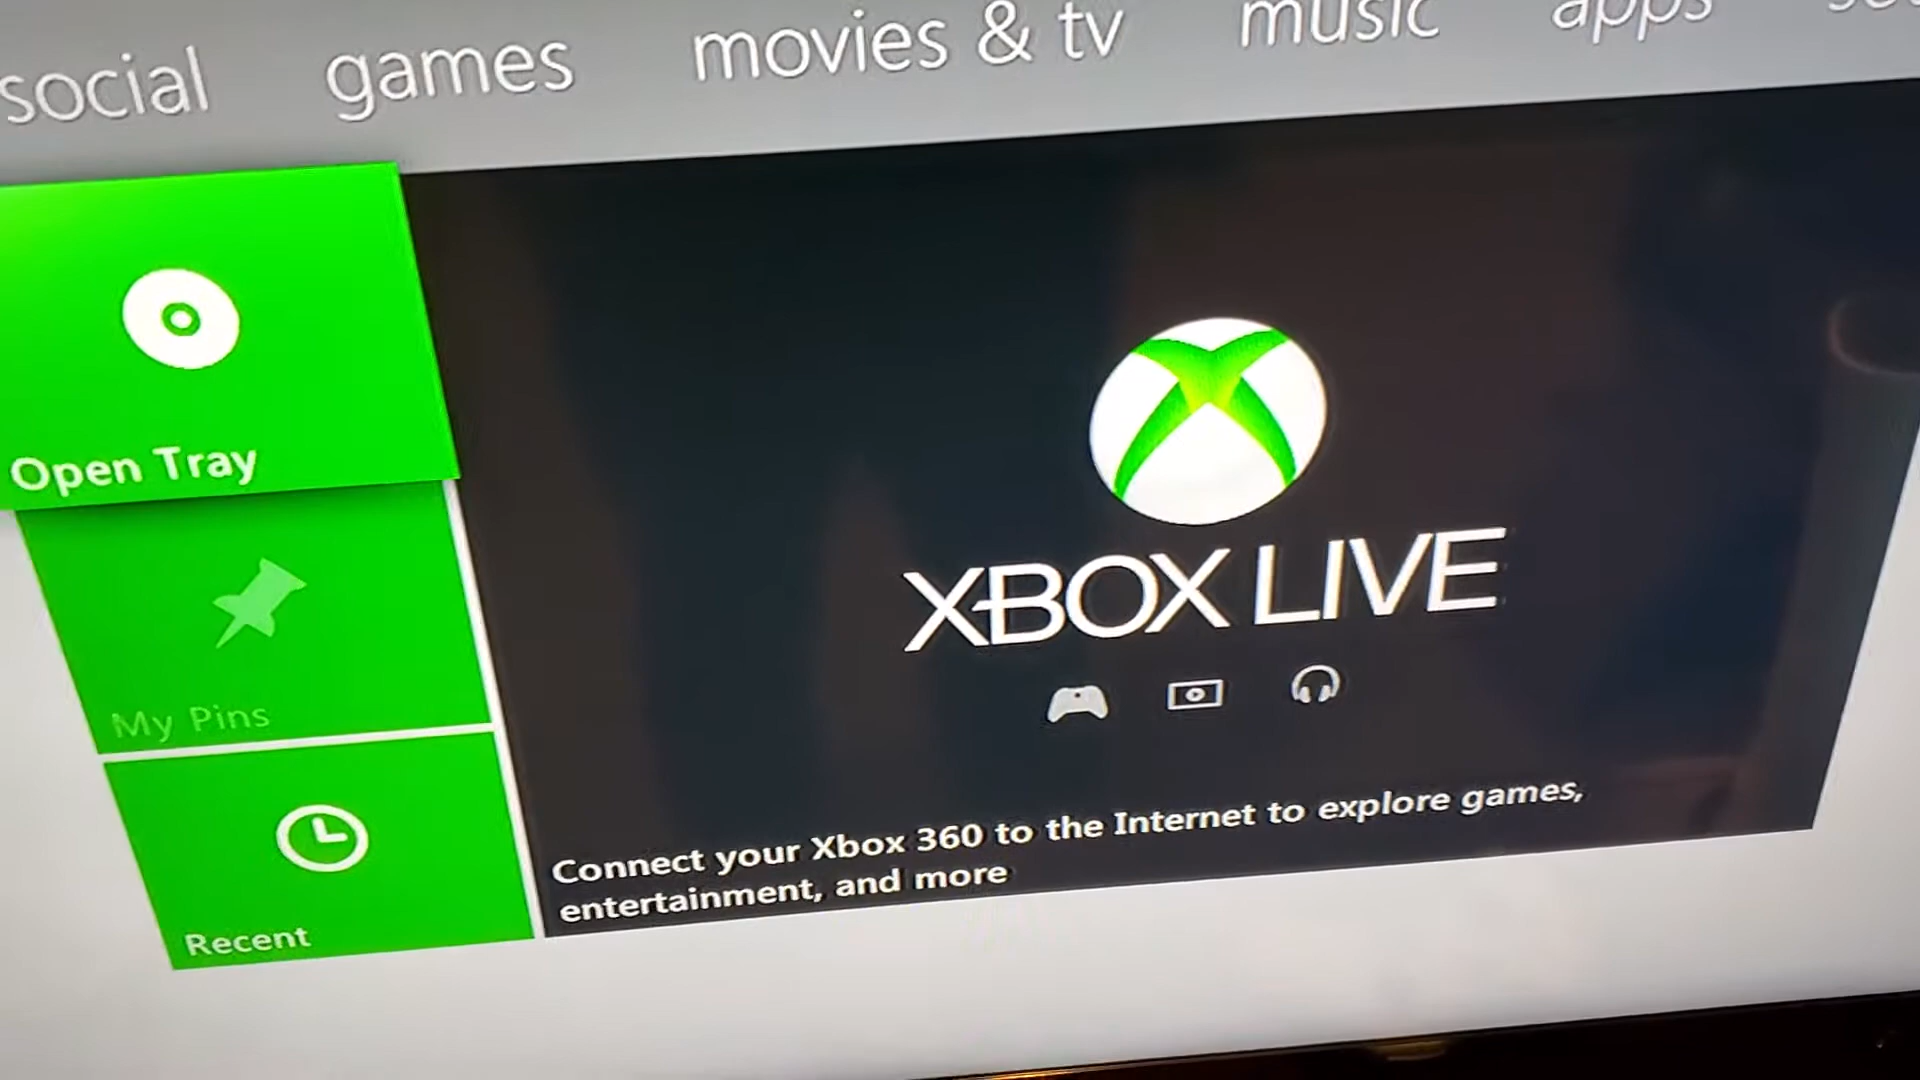 social games movies & tv music apps
Open Tray
My Pins
Recent
XBOX LIVE
Connect your Xbox 360 to the Internet to explore games,
entertainment, and more